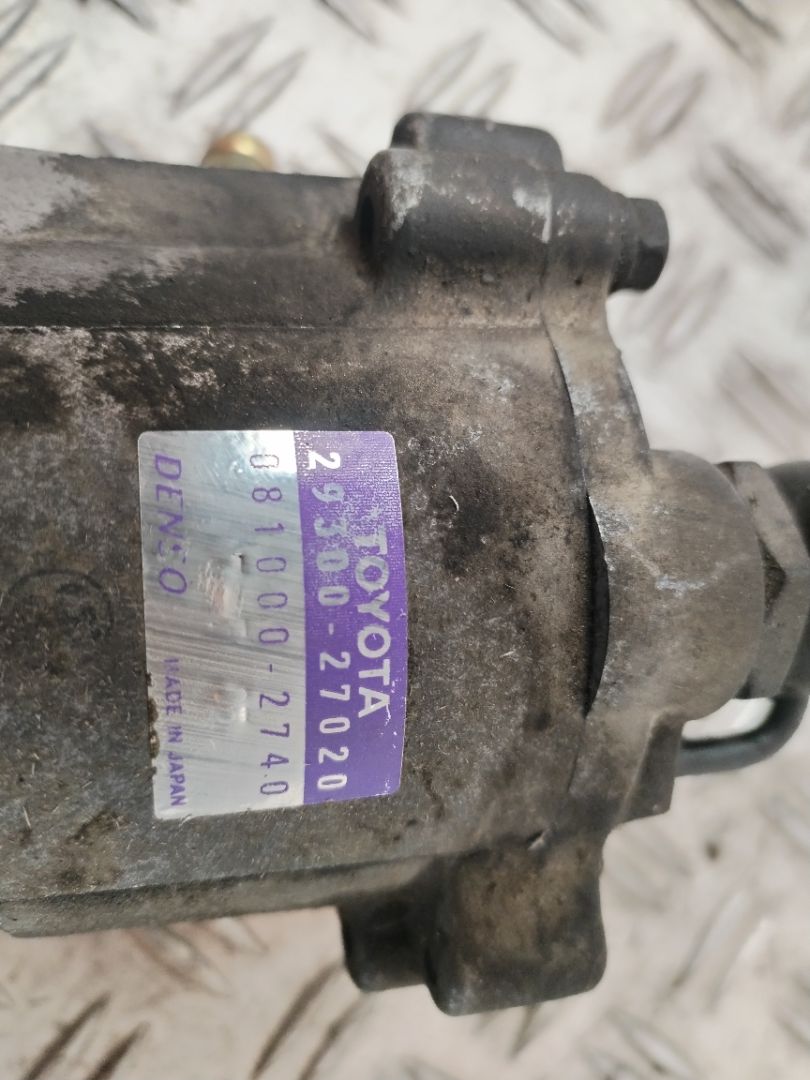 TOYOTA
29300-27020
081000-2740
DENSO MADE IN JAPAN